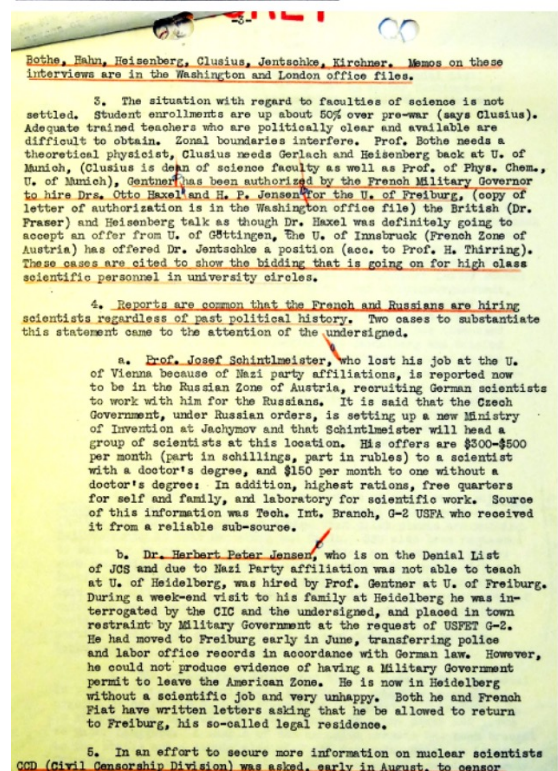 -3-
Bothe, Hahn, Heisenberg, Clusius, Jentschke, Kirchner. Memos on these
interviews are in the Washington and London office files.
3. The situation with regard to faculties of science is not
settled. Student enrollments are up about 50% over pre-war (says Clusius).
Adequate trained teachers who are politically clear and available are
difficult to obtain. Zonal boundaries interfere. Prof. Bothe needs a
theoretical physicist, Clusius needs Gerlach and Heisenberg back at U. of
Munich, (Clusius is dean of science faculty as well as Prof. of Phys. Chem.,
U. of Munich), Gentner has been authorized by the French Military Governor
to hire Drs. Otto Haxel and H. P. Jensen for the U. of Freiburg, (copy of
letter of authorization is in the Washington office file) the British (Dr.
Fraser) and Heisenberg talk as though Dr. Haxel was definitely going to
accept an offer from U. of Göttingen, the U. of Innsbruck (French Zone of
Austria) has offered Dr. Jentschke a position (acc. to Prof. H. Thirring).
These cases are cited to show the bidding that is going on for high class
scientific personnel in university circles.
4. Reports are common that the French and Russians are hiring
scientists regardless of past political history. Two cases to substantiate
this statement came to the attention of the undersigned.
a. Prof. Josef Schintlmeister, who lost his job at the U.
of Vienna because of Nazi party affiliations, is reported now
to be in the Russian Zone of Austria, recruiting German scientists
to work with him for the Russians. It is said that the Czech
Government, under Russian orders, is setting up a new Ministry
of Invention at Jachymov and that Schintlmeister will head a
group of scientists at this location. His offers are $300-$500
per month (part in schillings, part in rubles) to a scientist
with a doctor's degree, and $150 per month to one without a
doctor's degree: In addition, highest rations, free quarters
for self and family, and laboratory for scientific work. Source
of this information was Tech. Int. Branch, G-2 USFA who received
it from a reliable sub-source.
b. Dr. Herbert Peter Jensen, who is on the Denial List
of JCS and due to Nazi Party affiliation was not able to teach
at U. of Heidelberg, was hired by Prof. Gentner at U. of Freiburg.
During a week-end visit to his family at Heidelberg he was in-
terrogated by the CIC and the undersigned, and placed in town
restraint by Military Government at the request of USFET G-2.
He had moved to Freiburg early in June, transferring police
and labor office records in accordance with German law. However,
he could not produce evidence of having a Military Government
permit to leave the American Zone. He is now in Heidelberg
without a scientific job and very unhappy. Both he and French
Fiat have written letters asking that he be allowed to return
to Freiburg, his so-called legal residence.
5. In an effort to secure more information on nuclear scientists
CCD (Civil Censorship Division) was asked, early in August, to censor